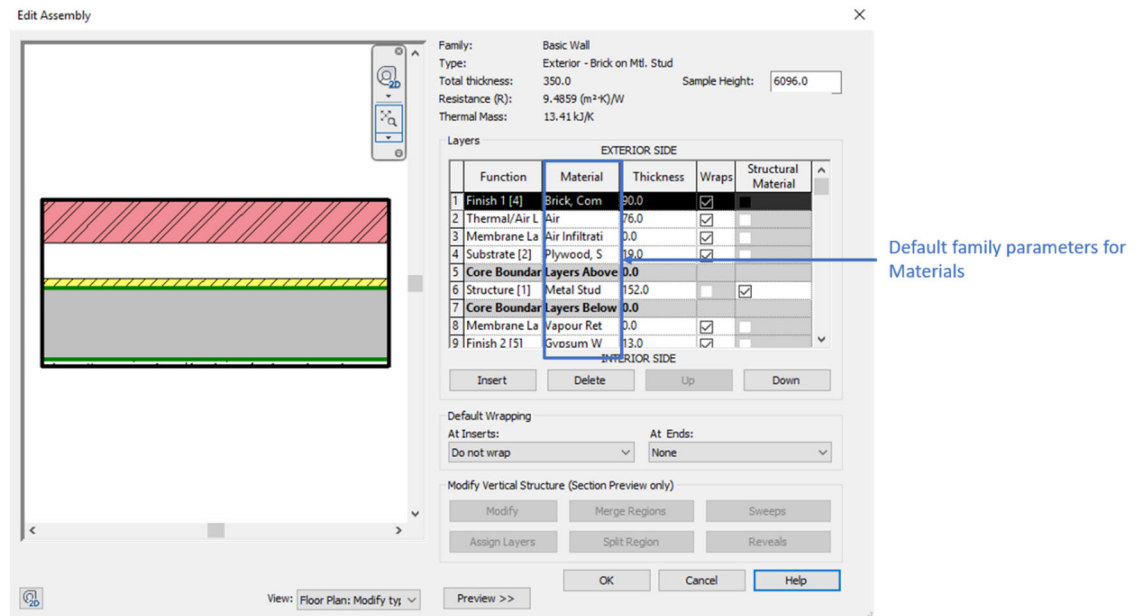 Edit Assembly
Family: Basic Wall
Type: Exterior - Brick on Mtl. Stud
Total thickness: 350.0 Sample Height: 6096.0
Resistance (R): 9.4859 (m²·K)/W
Thermal Mass: 13.41 kJ/K
Layers
EXTERIOR SIDE
Function Material Thickness Wraps Structural Material
1 Finish 1 [4] Brick, Com 90.0
2 Thermal/Air L Air 76.0
3 Membrane La Air Infiltrati 0.0
4 Substrate [2] Plywood, S 19.0
5 Core Boundar Layers Above 0.0
6 Structure [1] Metal Stud 152.0
7 Core Boundar Layers Below 0.0
8 Membrane La Vapour Ret 0.0
9 Finish 2 [5] Gypsum W 13.0
INTERIOR SIDE
Insert Delete Up Down
Default Wrapping
At Inserts: At Ends:
Do not wrap None
Modify Vertical Structure (Section Preview only)
Modify Merge Regions Sweeps
Assign Layers Split Region Reveals
OK Cancel Help
View: Floor Plan: Modify typ Preview >>
2D
2D
Default family parameters for
Materials